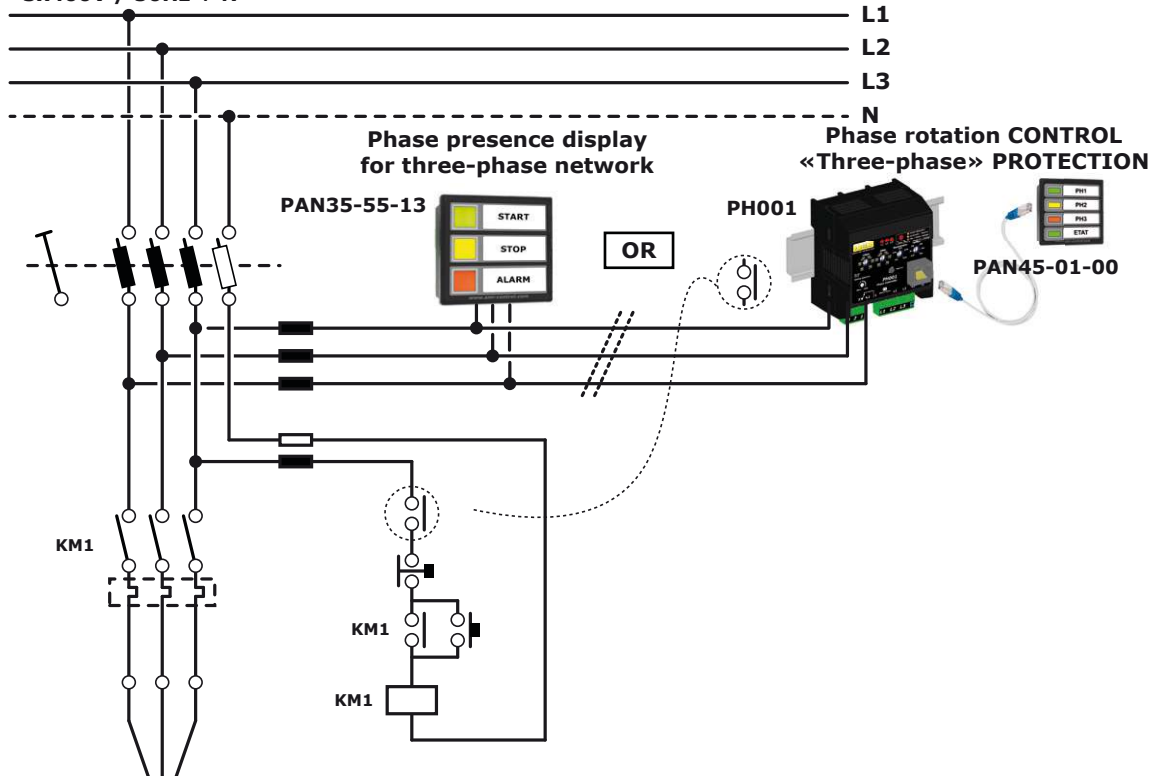 L1
L2
L3
N
Phase presence display
for three-phase network
PAN35-55-13
START
STOP
ALARM
OR
Phase rotation CONTROL
«Three-phase» PROTECTION
PH001
PH1
PH2
PH3
ETAT
PAN45-01-00
KM1
KM1
KM1